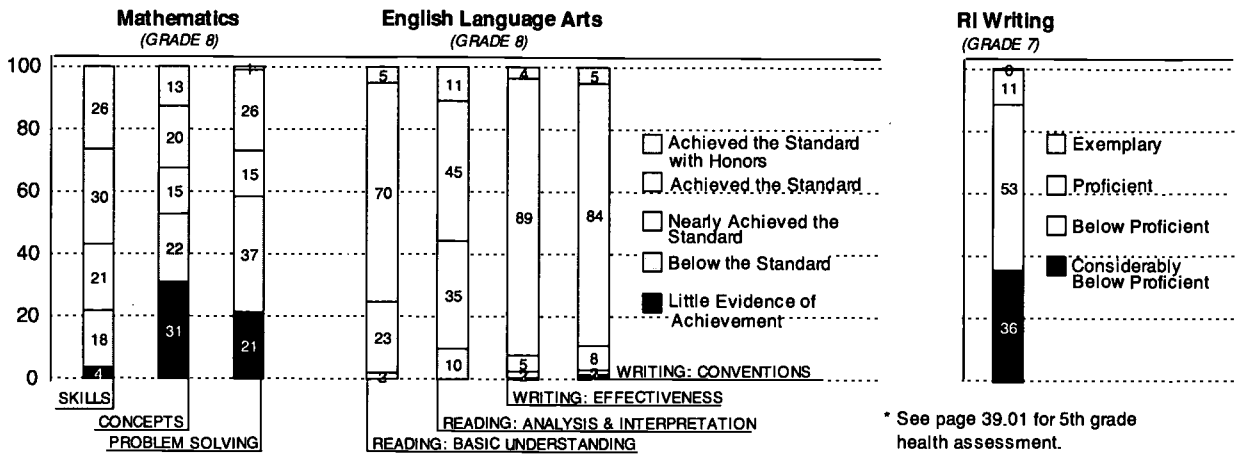 Mathematics
(GRADE 8)
English Language Arts
(GRADE 8)
RI Writing
(GRADE 7)
100
80
60
40
20
0
26
30
21
18
4
13
20
15
22
31
1
26
15
37
21
5
70
23
2
11
45
35
10
4
89
5
2
5
84
8
2
Achieved the Standard
with Honors
Achieved the Standard
Nearly Achieved the
Standard
Below the Standard
Little Evidence of
Achievement
0
11
53
36
Exemplary
Proficient
Below Proficient
Considerably
Below Proficient
SKILLS
CONCEPTS
PROBLEM SOLVING
WRITING: CONVENTIONS
WRITING: EFFECTIVENESS
READING: ANALYSIS & INTERPRETATION
READING: BASIC UNDERSTANDING
* See page 39.01 for 5th grade
health assessment.